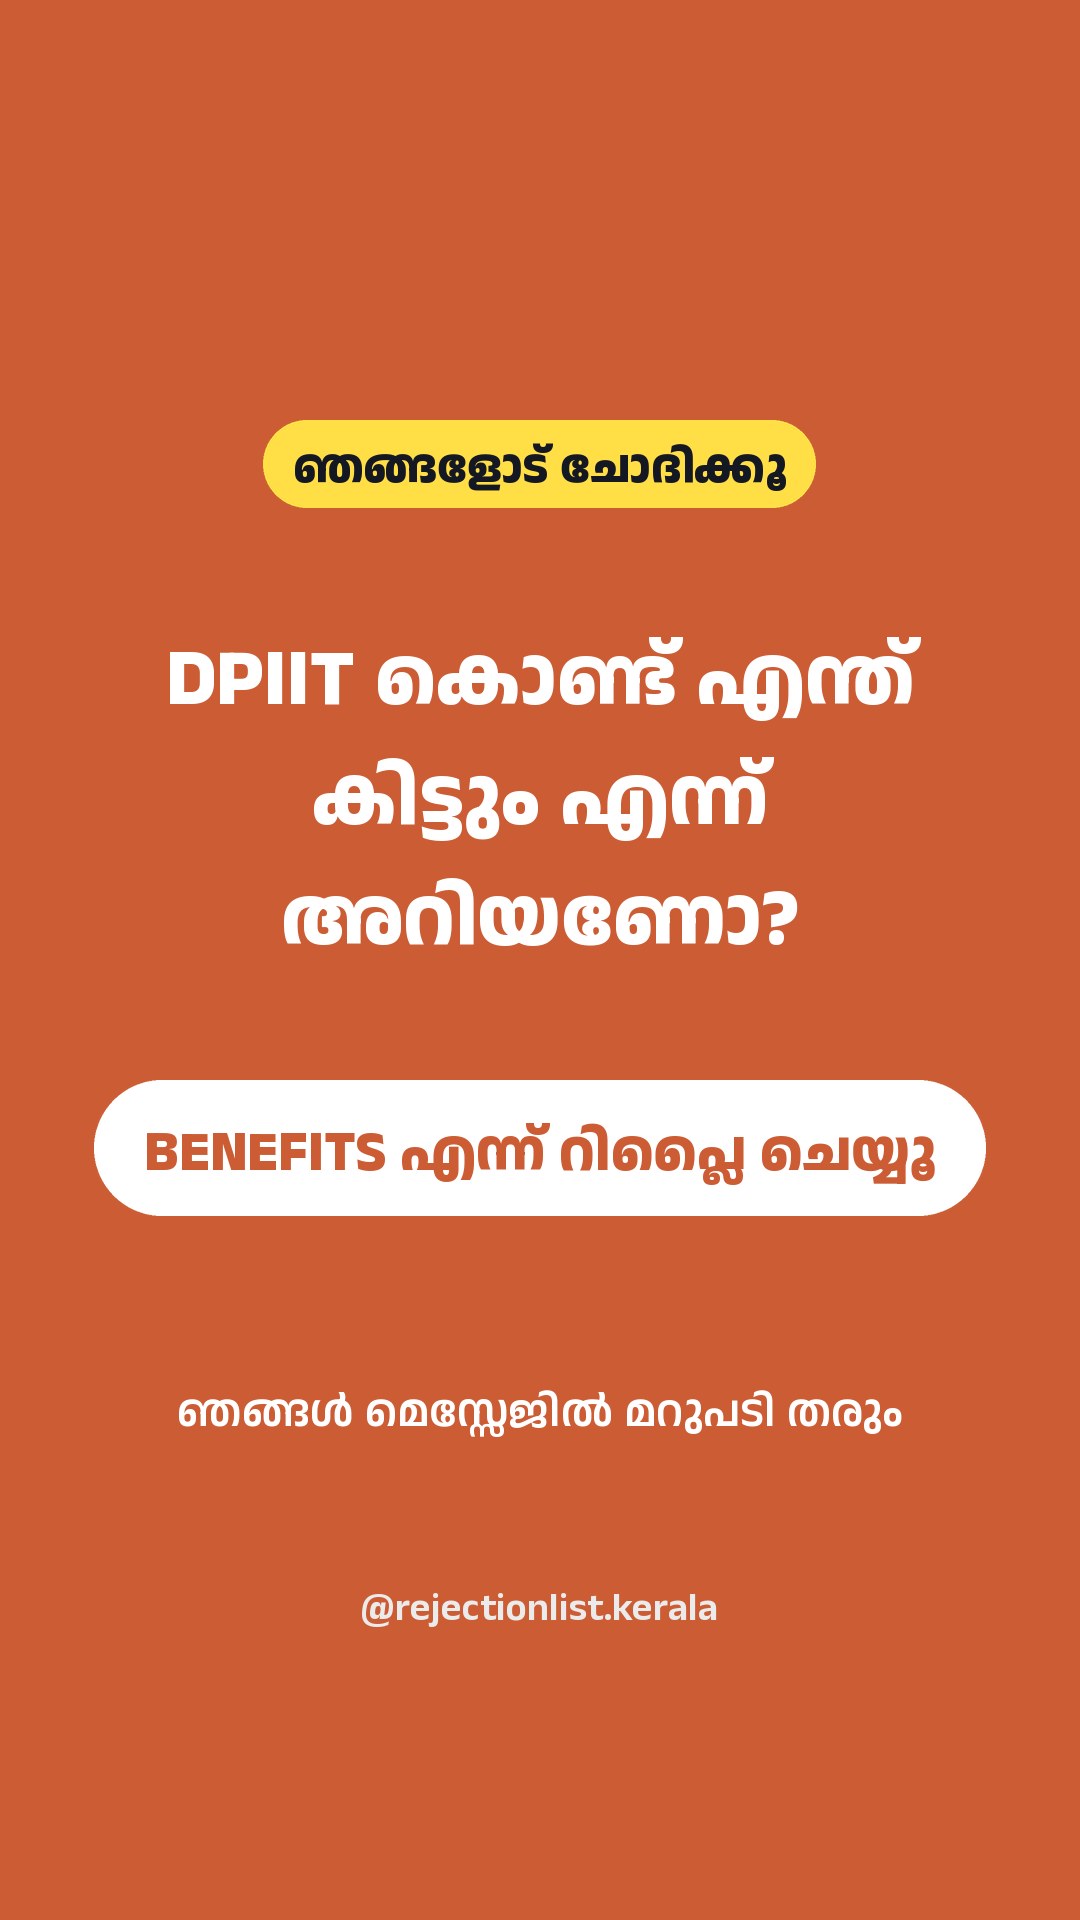 ഞങ്ങളോട് ചോദിക്കൂ
DPIIT കൊണ്ട് എന്ത്
കിട്ടും എന്ന്
അറിയണോ?
BENEFITS എന്ന് റിപ്ലൈ ചെയ്യൂ
ഞങ്ങൾ മെസ്സേജിൽ മറുപടി തരും
@rejectionlist.kerala